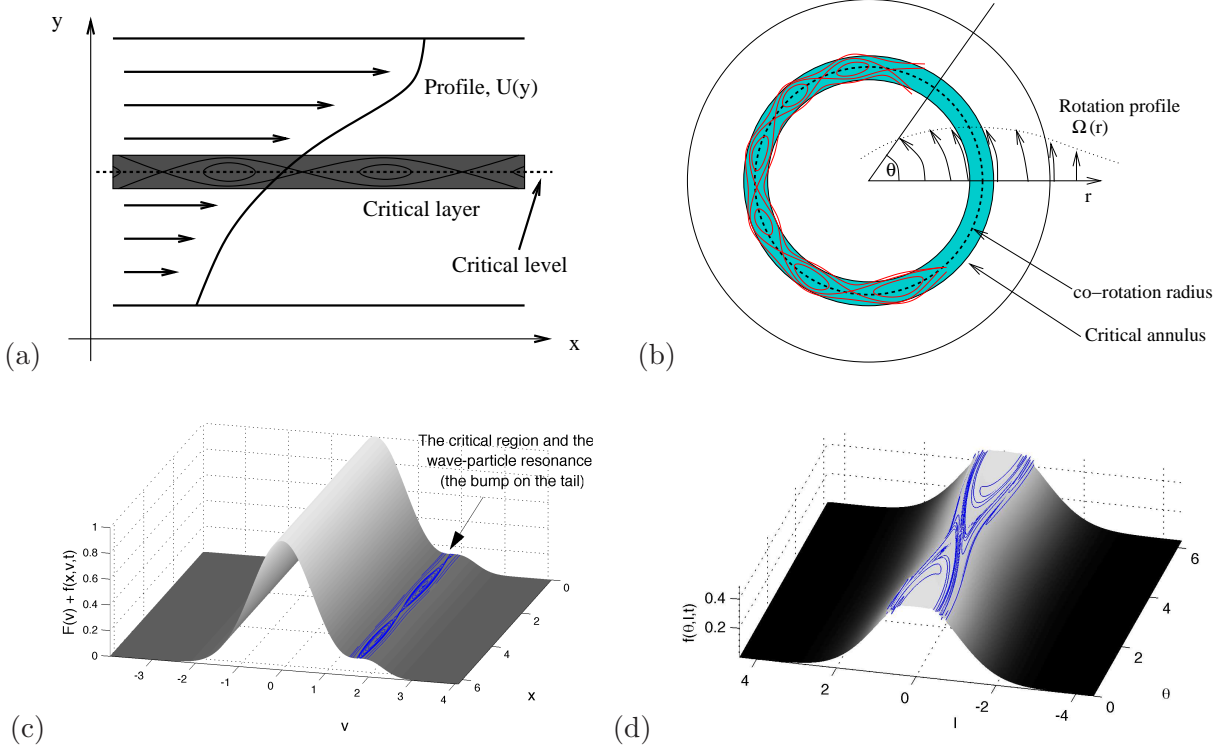 y
Profile, U(y)
Critical layer
Critical level
x
(a)
Rotation profile
Ω(r)
θ
r
co-rotation radius
Critical annulus
(b)
The critical region and the
wave-particle resonance
(the bump on the tail)
F(v) + f(x,v,t)
1
0.8
0.6
0.4
0.2
0
-3
-2
-1
0
1
2
3
4
v
0
2
4
6
x
(c)
f(θ,I,t)
0.4
0.2
4
2
0
-2
-4
I
0
2
4
6
θ
(d)